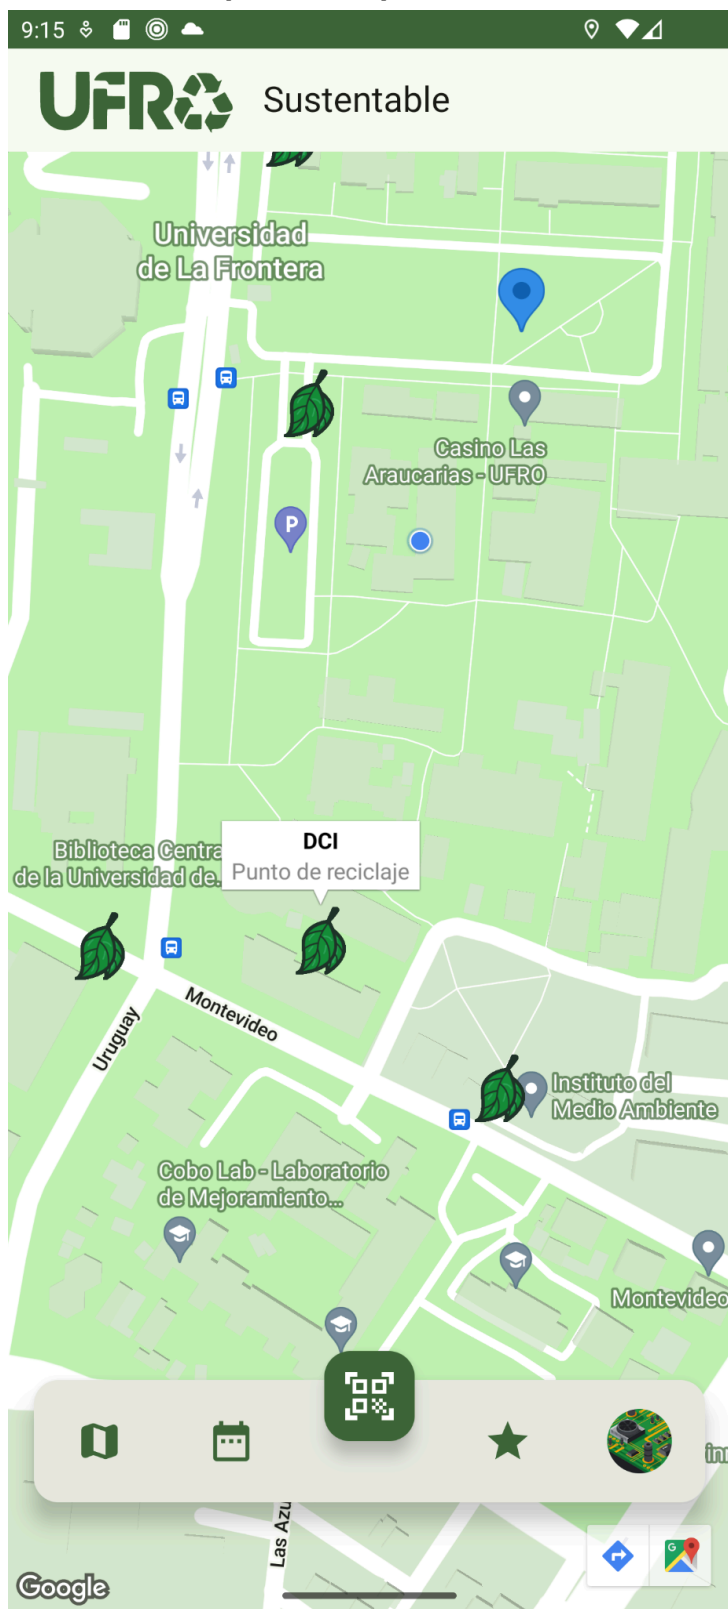 9:15
UFRO
Sustentable
Universidad
de La Frontera
Casino Las
Araucarias - UFRO
P
DCI
Punto de reciclaje
Biblioteca Centra
de la Universidad de...
Montevideo
Uruguay
Instituto del
Medio Ambiente
Cobo Lab - Laboratorio
de Mejoramiento...
Montevideo
Las Azu
Google